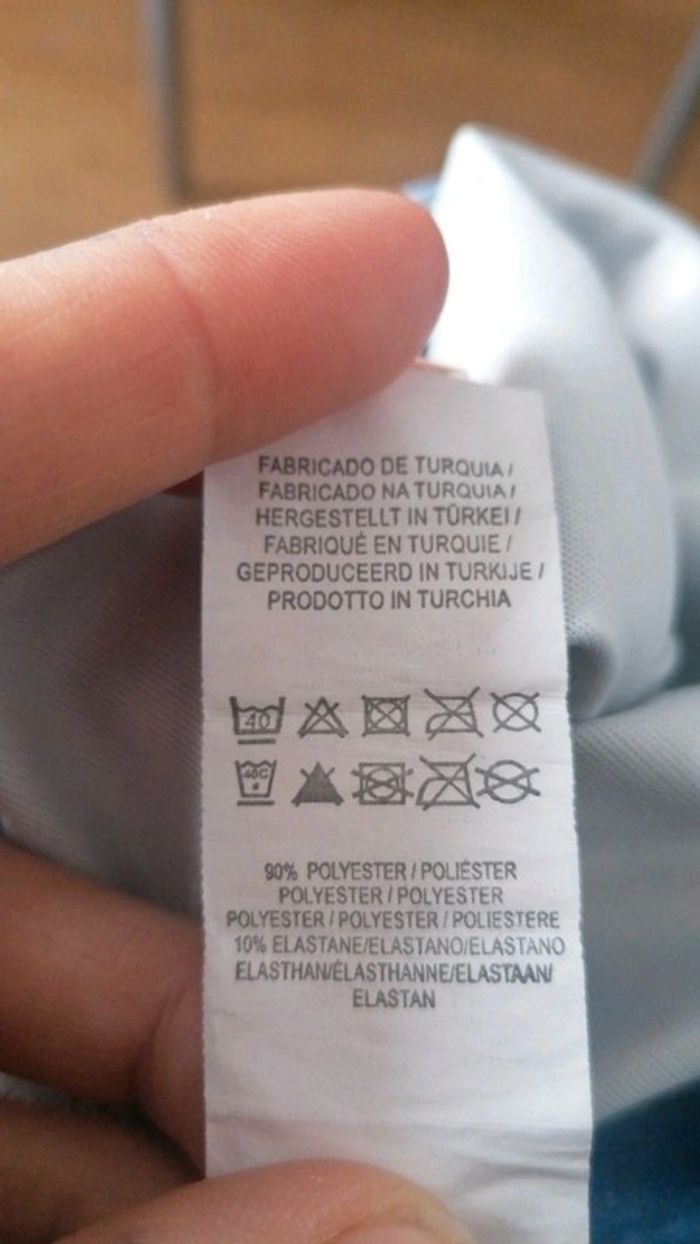 FABRICADO DE TURQUIA /
FABRICADO NA TURQUIA /
HERGESTELLT IN TÜRKEI /
FABRIQUÉ EN TURQUIE /
GEPRODUCEERD IN TURKIJE /
PRODOTTO IN TURCHIA
40
40C
90% POLYESTER / POLIÉSTER
POLYESTER / POLYESTER
POLYESTER / POLYESTER / POLIESTERE
10% ELASTANE/ELASTANO/ELASTANO
ELASTHAN/ÉLASTHANNE/ELASTAAN/
ELASTAN